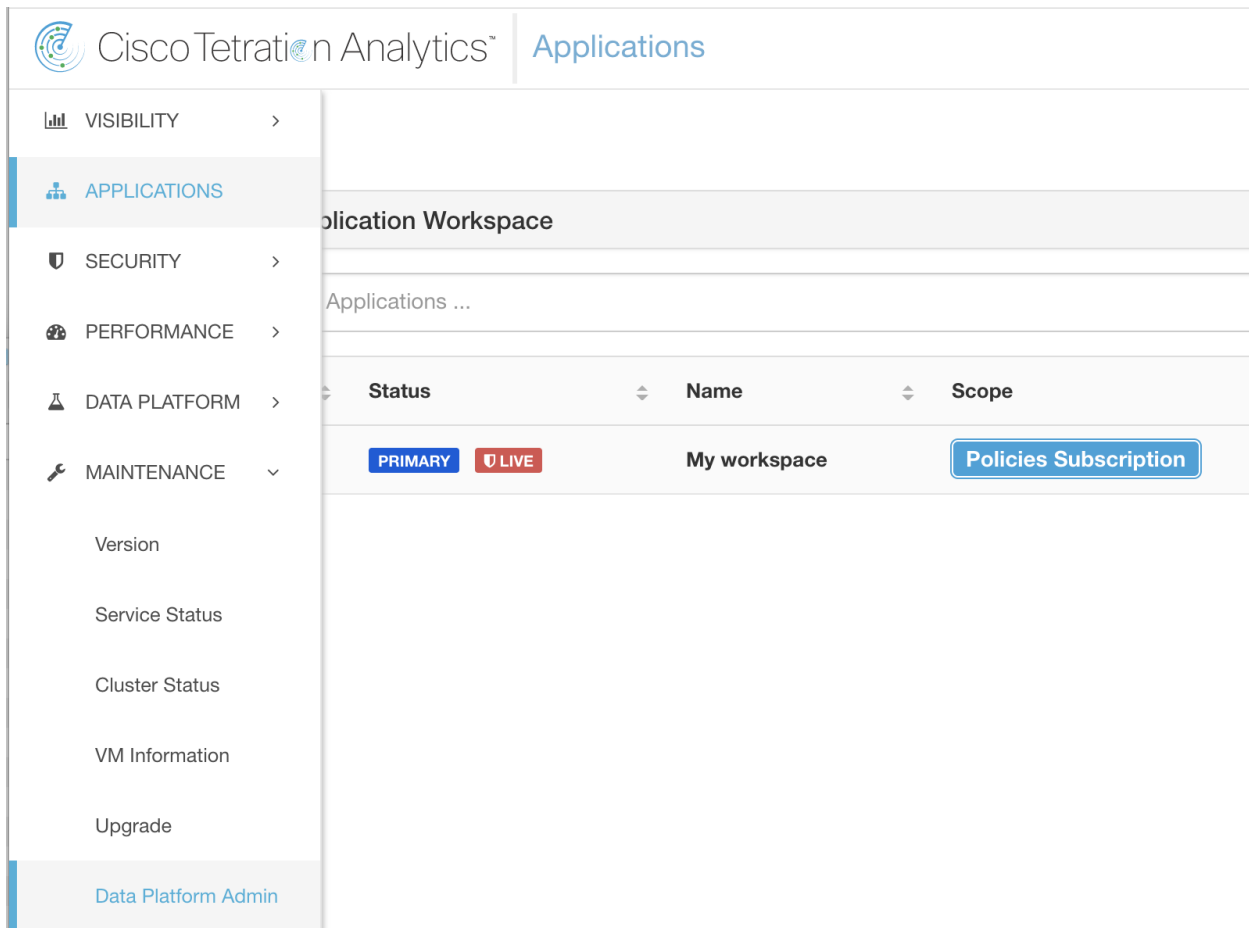 Cisco Tetration Analytics™
Applications
VISIBILITY
APPLICATIONS
SECURITY
PERFORMANCE
DATA PLATFORM
MAINTENANCE
Version
Service Status
Cluster Status
VM Information
Upgrade
Data Platform Admin
plication Workspace
Applications ...
Status Name Scope
PRIMARY LIVE My workspace Policies Subscription